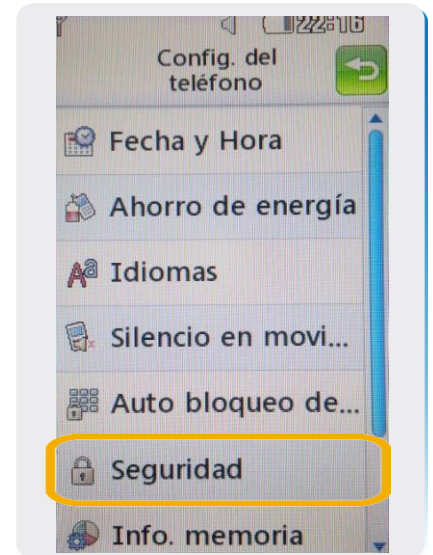 22:16
Config. del
teléfono
Fecha y Hora
Ahorro de energía
Idiomas
Silencio en movi...
Auto bloqueo de...
Seguridad
Info. memoria